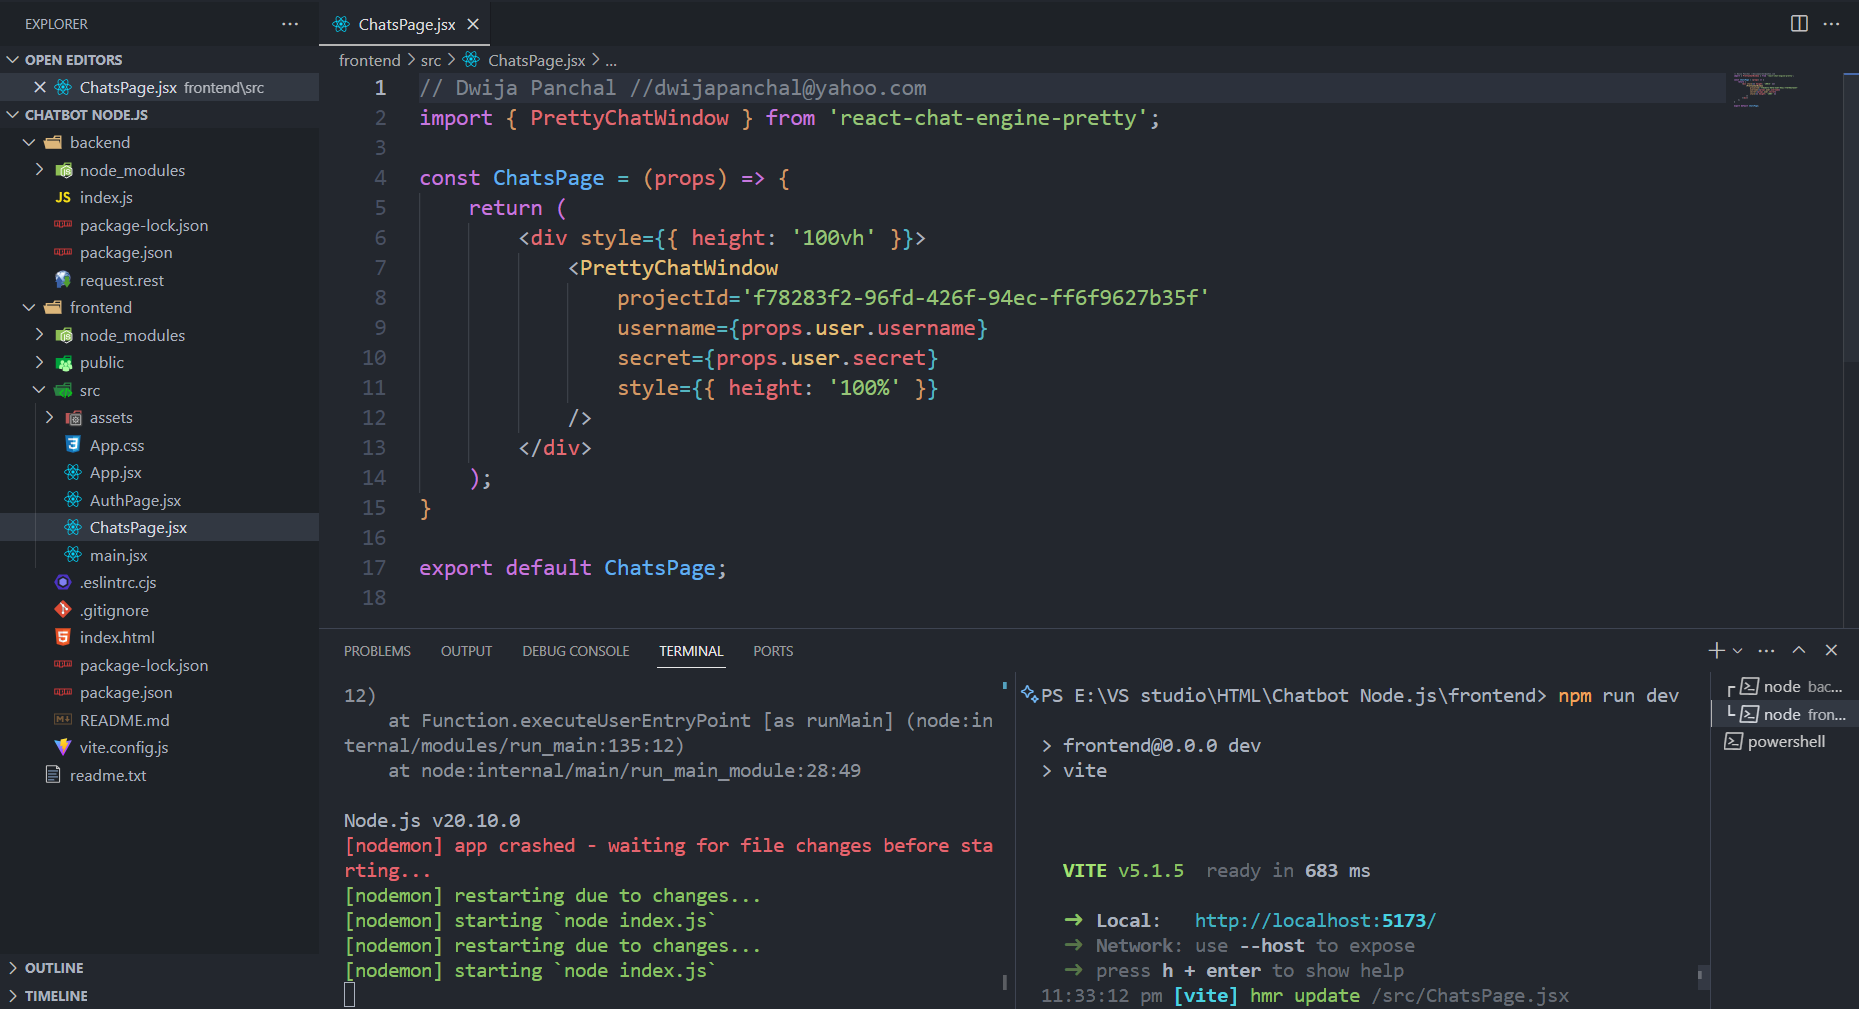 EXPLORER
OPEN EDITORS
ChatsPage.jsx frontend\src
CHATBOT NODE.JS
backend
node_modules
JS index.js
package-lock.json
package.json
request.rest
frontend
node_modules
public
src
assets
App.css
App.jsx
AuthPage.jsx
ChatsPage.jsx
main.jsx
.eslintrc.cjs
.gitignore
index.html
package-lock.json
package.json
README.md
vite.config.js
readme.txt
OUTLINE
TIMELINE
ChatsPage.jsx
frontend > src > ChatsPage.jsx > ...
1 // Dwija Panchal //dwijapanchal@yahoo.com
2 import { PrettyChatWindow } from 'react-chat-engine-pretty';
3
4 const ChatsPage = (props) => {
5 return (
6 <div style={{ height: '100vh' }}>
7 <PrettyChatWindow
8 projectId='f78283f2-96fd-426f-94ec-ff6f9627b35f'
9 username={props.user.username}
10 secret={props.user.secret}
11 style={{ height: '100%' }}
12 />
13 </div>
14 );
15 }
16
17 export default ChatsPage;
18
PROBLEMS OUTPUT DEBUG CONSOLE TERMINAL PORTS
12)
at Function.executeUserEntryPoint [as runMain] (node:in
ternal/modules/run_main:135:12)
at node:internal/main/run_main_module:28:49
Node.js v20.10.0
[nodemon] app crashed - waiting for file changes before sta
rting...
[nodemon] restarting due to changes...
[nodemon] starting `node index.js`
[nodemon] restarting due to changes...
[nodemon] starting `node index.js`
PS E:\VS studio\HTML\Chatbot Node.js\frontend> npm run dev
> frontend@0.0.0 dev
> vite
VITE v5.1.5 ready in 683 ms
➜ Local: http://localhost:5173/
➜ Network: use --host to expose
➜ press h + enter to show help
11:33:12 pm [vite] hmr update /src/ChatsPage.jsx
node bac...
node fron...
powershell